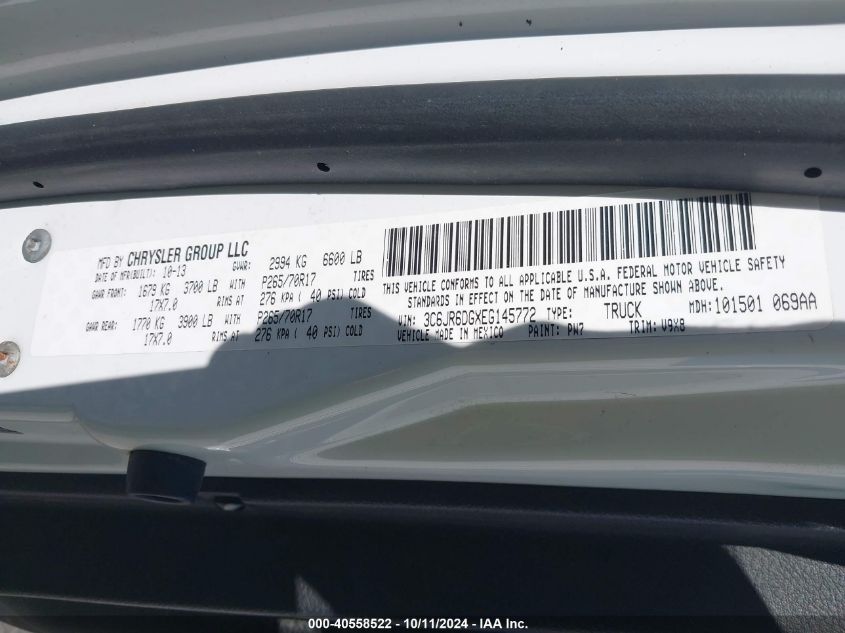 MFD BY CHRYSLER GROUP LLC
DATE OF MFR(BUILT): 10-13 GVWR: 2994 KG 6600 LB
GAWR FRONT: 1679 KG 3700 LB WITH P265/70R17 TIRES
17X7.0 RIMS AT 276 KPA ( 40 PSI) COLD
GAWR REAR: 1770 KG 3900 LB WITH P265/70R17 TIRES
17X7.0 RIMS AT 276 KPA ( 40 PSI) COLD
THIS VEHICLE CONFORMS TO ALL APPLICABLE U.S.A. FEDERAL MOTOR VEHICLE SAFETY
STANDARDS IN EFFECT ON THE DATE OF MANUFACTURE SHOWN ABOVE.
VIN: 3C6JR6DGXEG145772 TYPE: TRUCK MDH: 101501 069AA
VEHICLE MADE IN MEXICO PAINT: PW7 TRIM: V9X8
000-40558522 - 10/11/2024 - IAA Inc.